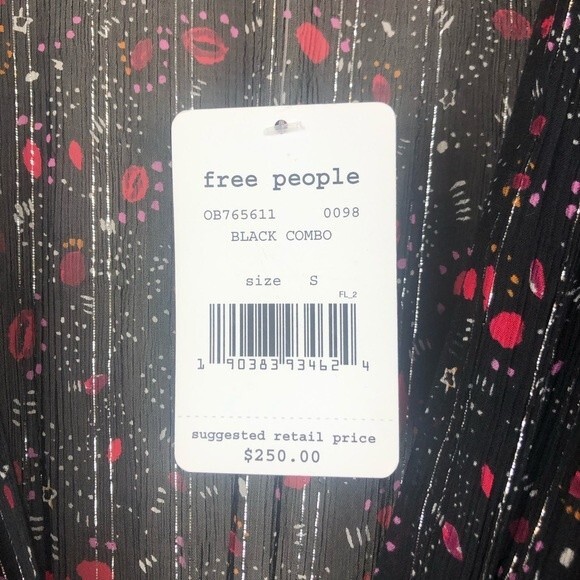 free people
OB765611 0098
BLACK COMBO
size S
FL_2
1 90383 93462 4
suggested retail price
$250.00